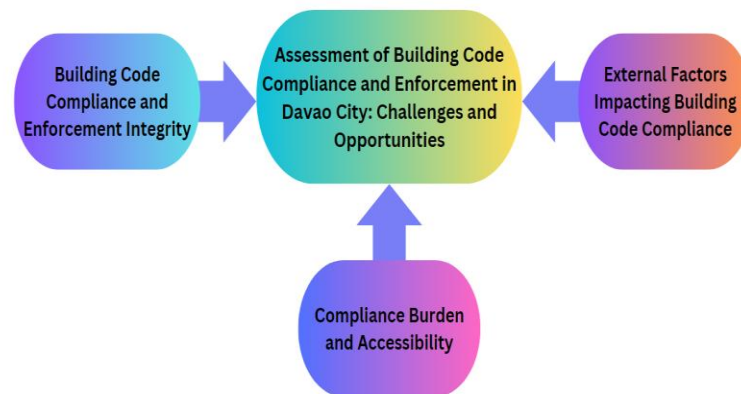 Building Code
Compliance and
Enforcement Integrity
Assessment of Building Code
Compliance and Enforcement in
Davao City: Challenges and
Opportunities
External Factors
Impacting Building
Code Compliance
Compliance Burden
and Accessibility